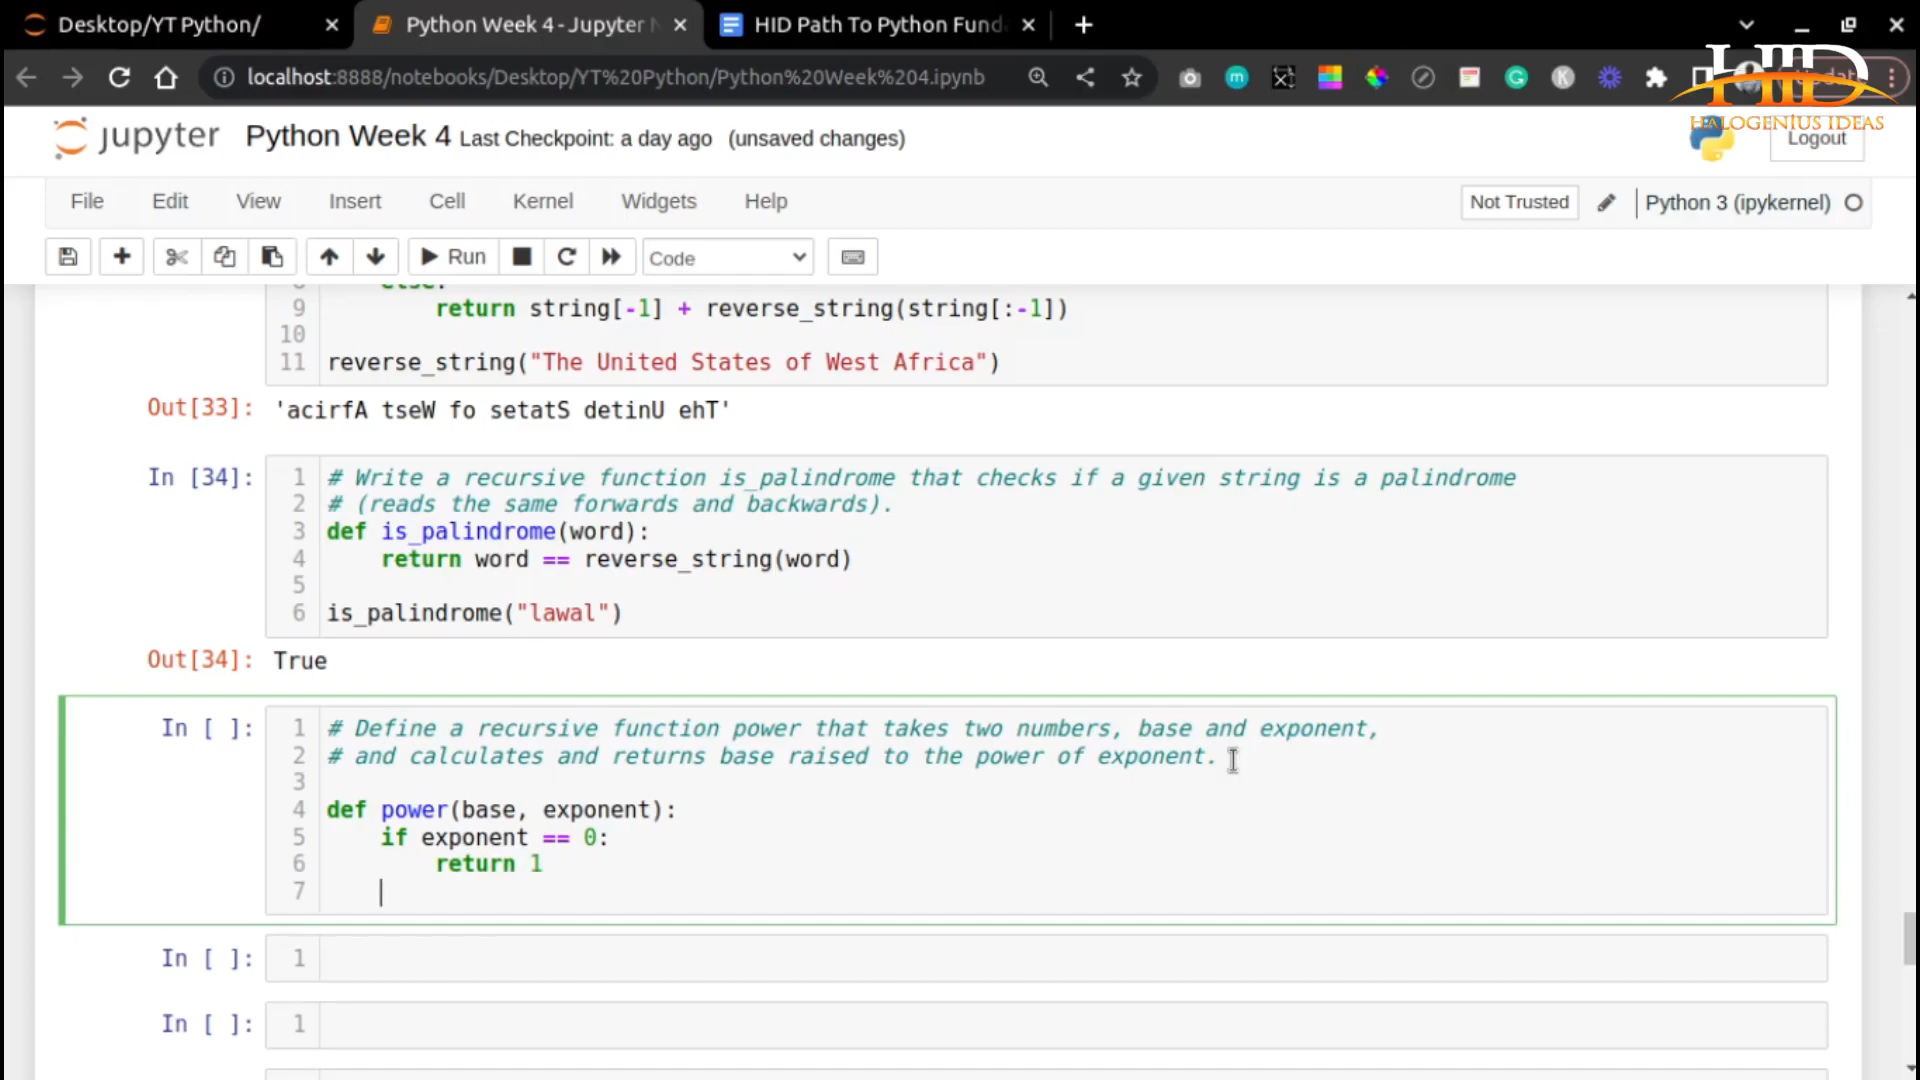 Desktop/YT Python/
Python Week 4 - Jupyter N
HID Path To Python Fund
localhost:8888/notebooks/Desktop/YT%20Python/Python%20Week%204.ipynb
HID
HALOGENIUS IDEAS
jupyter Python Week 4 Last Checkpoint: a day ago (unsaved changes)
Logout
File Edit View Insert Cell Kernel Widgets Help
Not Trusted
Python 3 (ipykernel)
Run
Code
8 else:
9 return string[-1] + reverse_string(string[:-1])
10
11 reverse_string("The United States of West Africa")
Out[33]: 'acirfA tseW fo setatS detinU ehT'
In [34]:
1 # Write a recursive function is_palindrome that checks if a given string is a palindrome
2 # (reads the same forwards and backwards).
3 def is_palindrome(word):
4 return word == reverse_string(word)
5
6 is_palindrome("lawal")
Out[34]: True
In [ ]:
1 # Define a recursive function power that takes two numbers, base and exponent,
2 # and calculates and returns base raised to the power of exponent.
3
4 def power(base, exponent):
5 if exponent == 0:
6 return 1
7
In [ ]: 1
In [ ]: 1